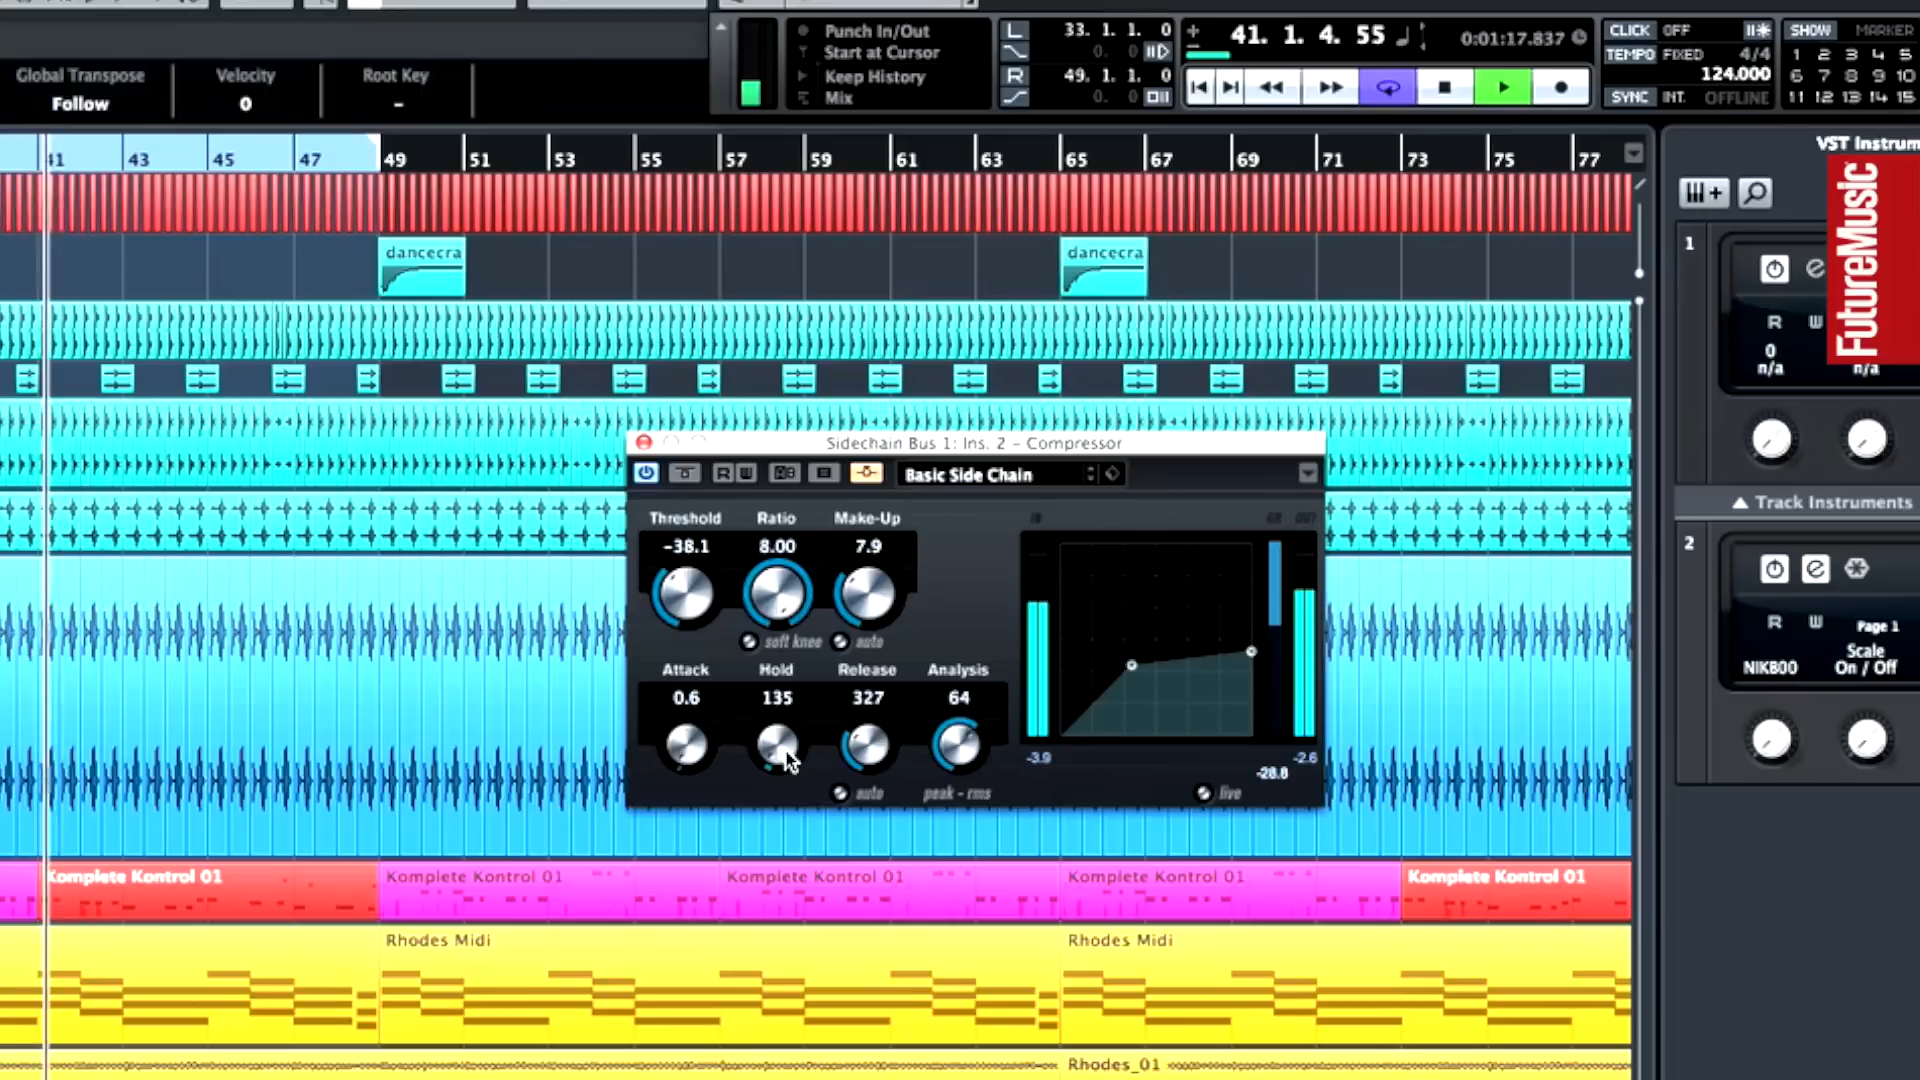 Punch In/Out
Start at Cursor
Keep History
Mix
L 33. 1. 1. 0
0. 0
R 49. 1. 1. 0
0. 0
41. 1. 4. 55
0:01:17.837
CLICK OFF
TEMPO FIXED 4/4
124.000
SYNC INT. OFFLINE
SHOW MARKER
1 2 3 4 5
6 7 8 9 10
11 12 13 14 15
Global Transpose Velocity Root Key
Follow 0 -
41 43 45 47 49 51 53 55 57 59 61 63 65 67 69 71 73 75 77
VST Instrum
FutureMusic
dancecra dancecra
1
R W
0
n/a n/a
Sidechain Bus 1: Ins. 2 - Compressor
R W Basic Side Chain
Threshold Ratio Make-Up
-38.1 8.00 7.9
soft knee auto
Attack Hold Release Analysis
0.6 135 327 64
auto peak - rms
IN GR OUT
-3.9 -28.8 -2.6
live
Track Instruments
2
R W Page 1
NIK800 Scale
On / Off
Komplete Kontrol 01 Komplete Kontrol 01 Komplete Kontrol 01 Komplete Kontrol 01 Komplete Kontrol 01
Rhodes Midi Rhodes Midi
Rhodes_01